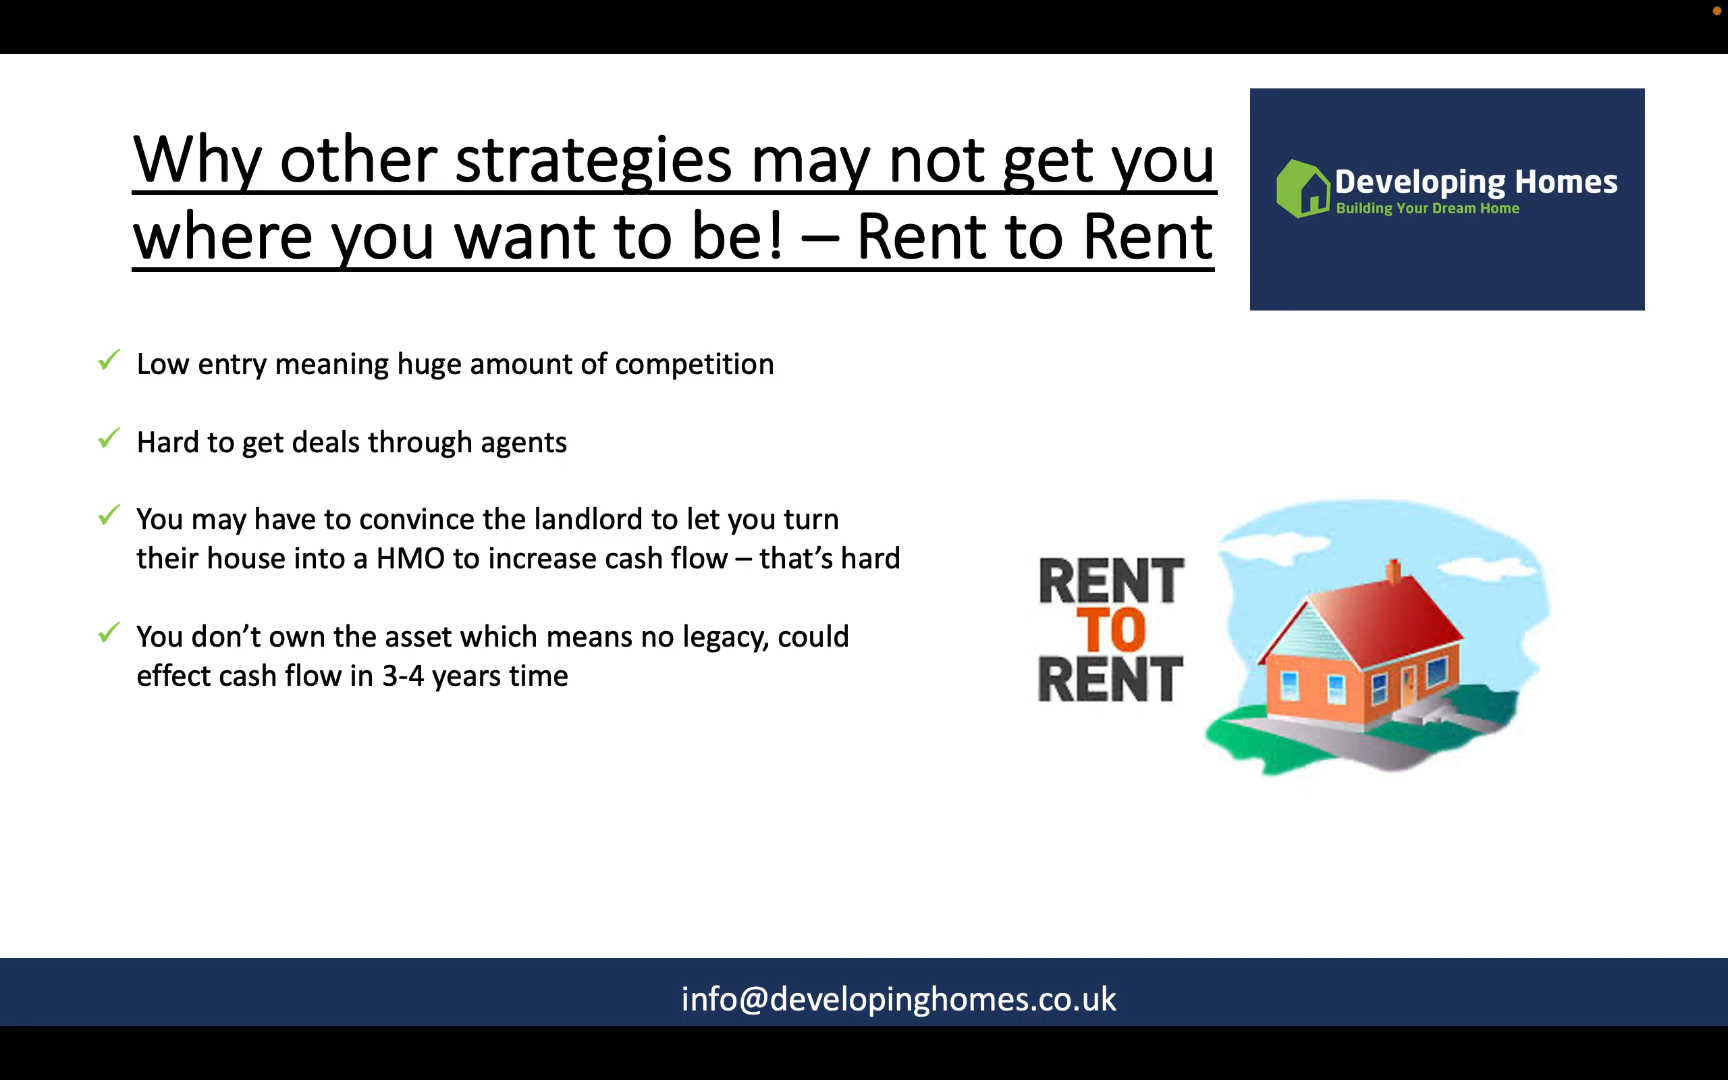 Why other strategies may not get you
where you want to be! – Rent to Rent
Developing Homes
Building Your Dream Home
Low entry meaning huge amount of competition
Hard to get deals through agents
You may have to convince the landlord to let you turn
their house into a HMO to increase cash flow – that’s hard
You don’t own the asset which means no legacy, could
effect cash flow in 3-4 years time
RENT
TO
RENT
info@developinghomes.co.uk